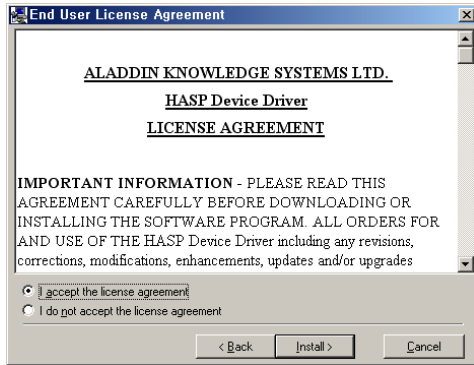 End User License Agreement
ALADDIN KNOWLEDGE SYSTEMS LTD.
HASP Device Driver
LICENSE AGREEMENT
IMPORTANT INFORMATION - PLEASE READ THIS
AGREEMENT CAREFULLY BEFORE DOWNLOADING OR
INSTALLING THE SOFTWARE PROGRAM. ALL ORDERS FOR
AND USE OF THE HASP Device Driver including any revisions,
corrections, modifications, enhancements, updates and/or upgrades
I accept the license agreement
I do not accept the license agreement
< Back Install > Cancel